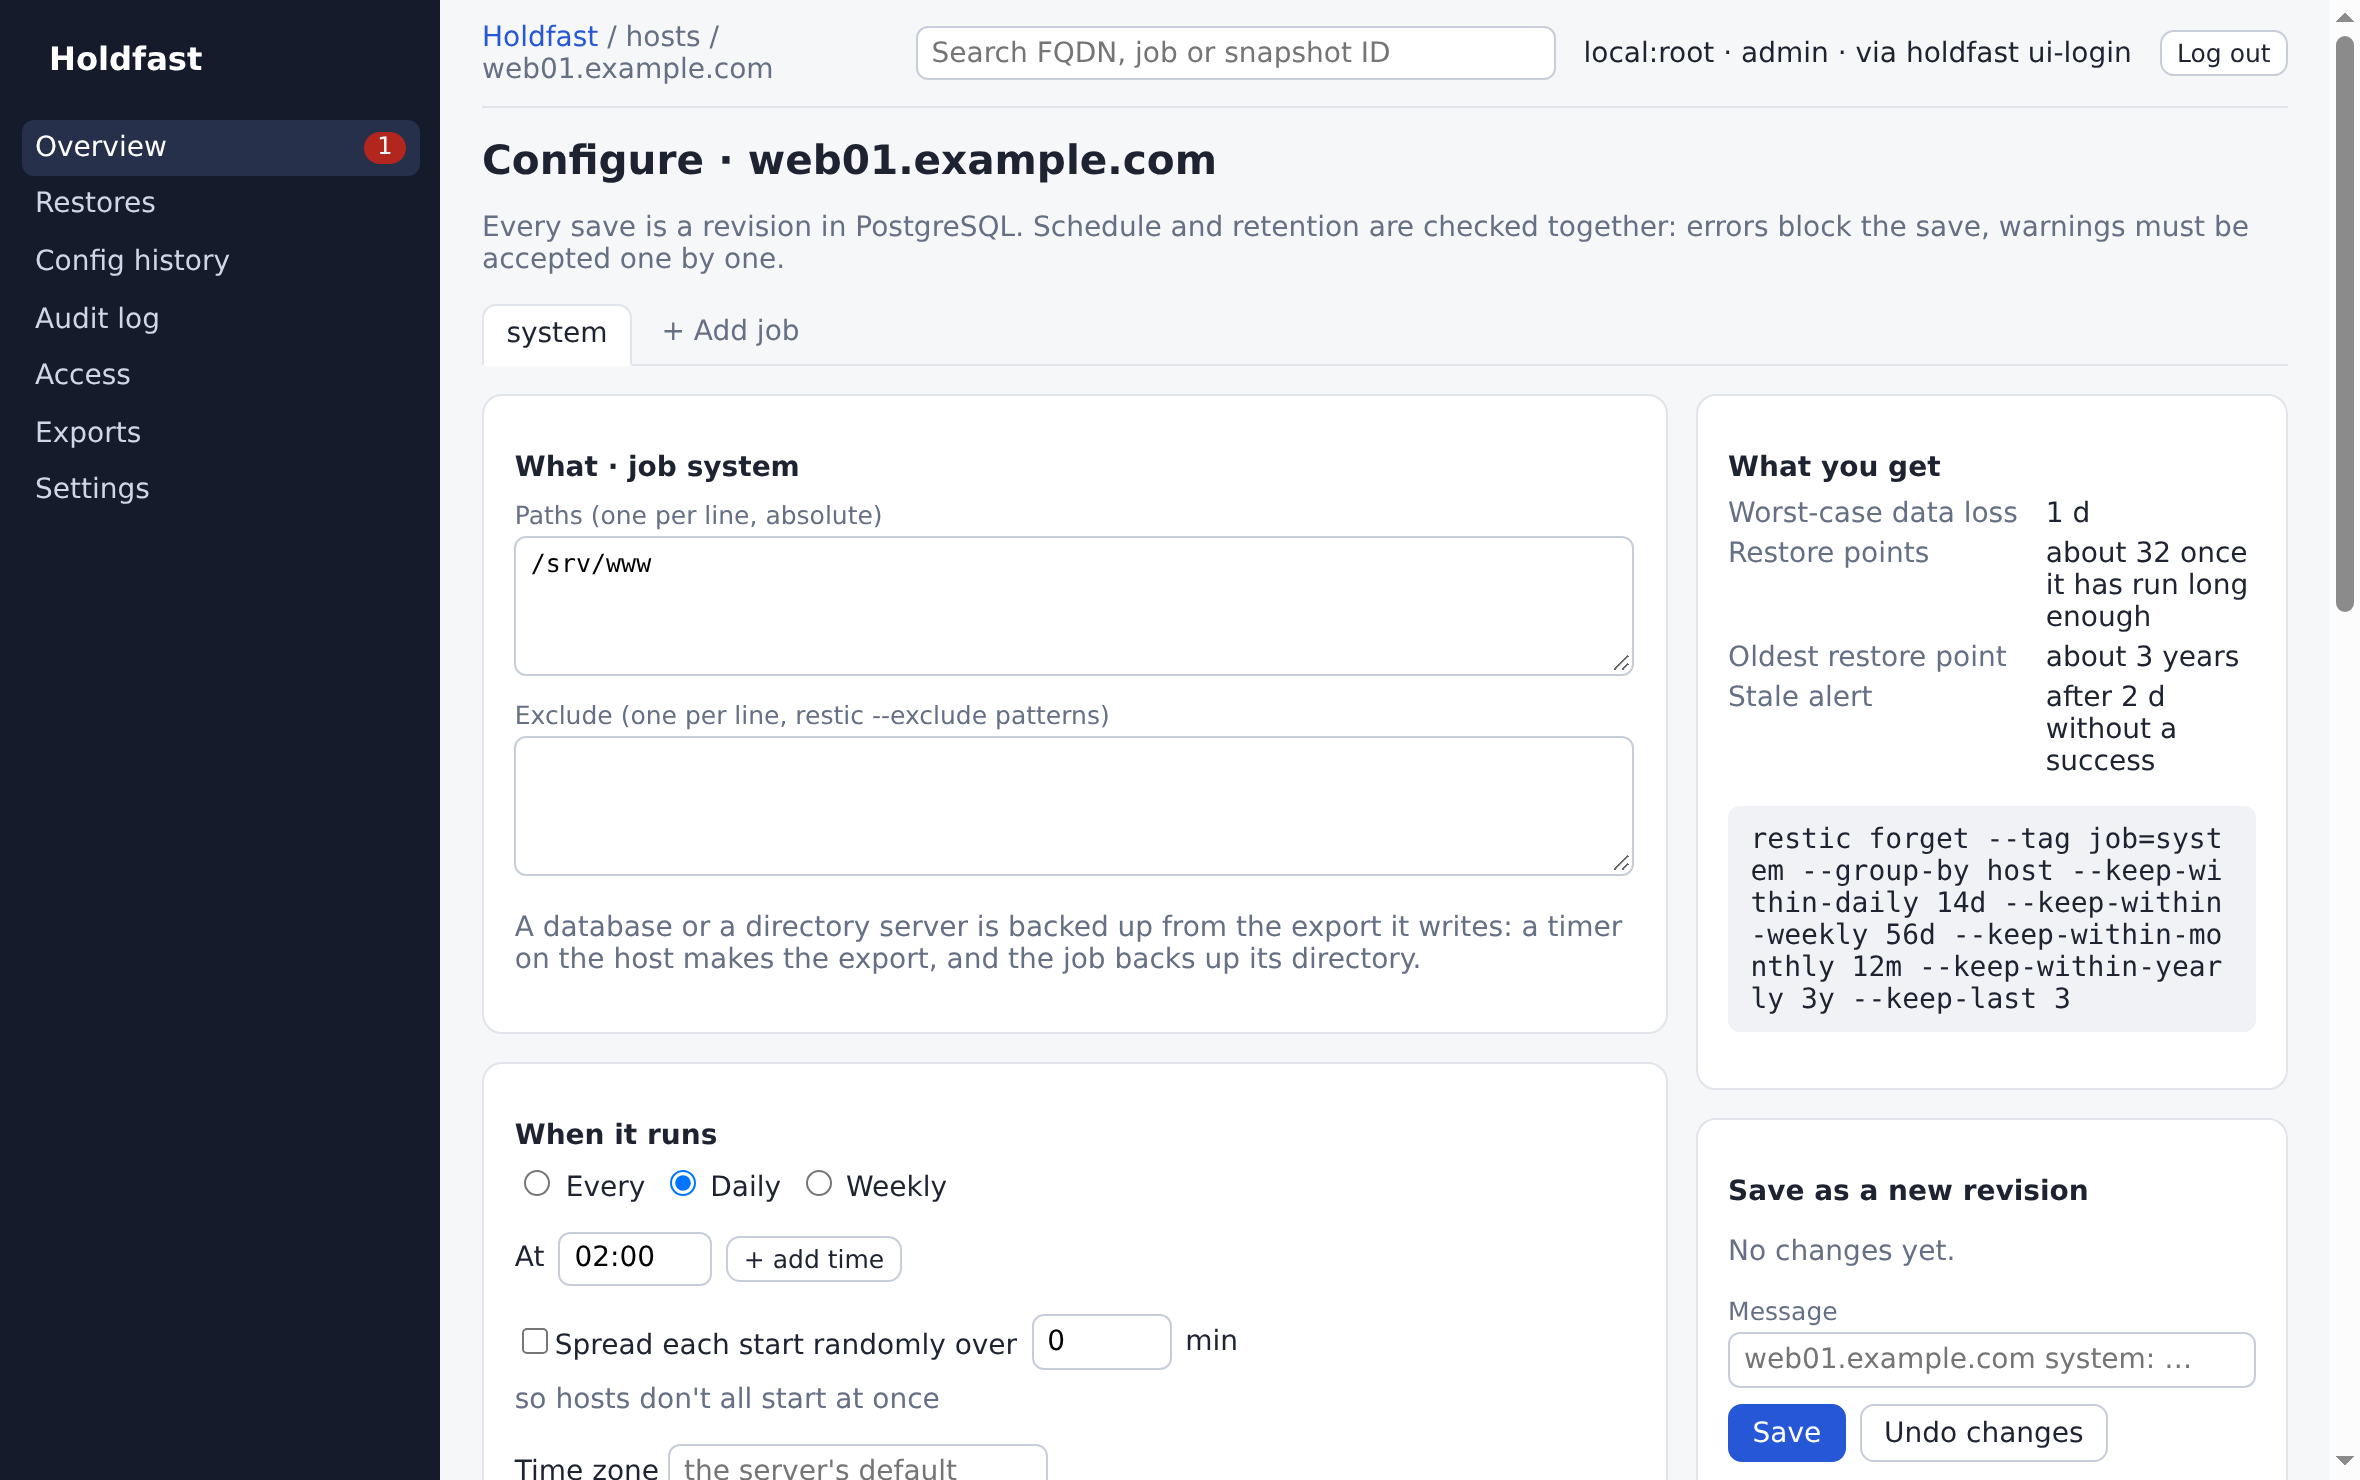 Holdfast
Overview 1
Restores
Config history
Audit log
Access
Exports
Settings
Holdfast / hosts /
web01.example.com
Search FQDN, job or snapshot ID
local:root · admin · via holdfast ui-login
Log out
Configure · web01.example.com
Every save is a revision in PostgreSQL. Schedule and retention are checked together: errors block the save, warnings must be
accepted one by one.
system
+ Add job
What · job system
Paths (one per line, absolute)
/srv/www
Exclude (one per line, restic --exclude patterns)
A database or a directory server is backed up from the export it writes: a timer
on the host makes the export, and the job backs up its directory.
When it runs
Every Daily Weekly
At 02:00 + add time
Spread each start randomly over 0 min
so hosts don't all start at once
Time zone the server's default
What you get
Worst-case data loss 1 d
Restore points about 32 once
it has run long
enough
Oldest restore point about 3 years
Stale alert after 2 d
without a
success
restic forget --tag job=syst
em --group-by host --keep-wi
thin-daily 14d --keep-within
-weekly 56d --keep-within-mo
nthly 12m --keep-within-year
ly 3y --keep-last 3
Save as a new revision
No changes yet.
Message
web01.example.com system: ...
Save
Undo changes